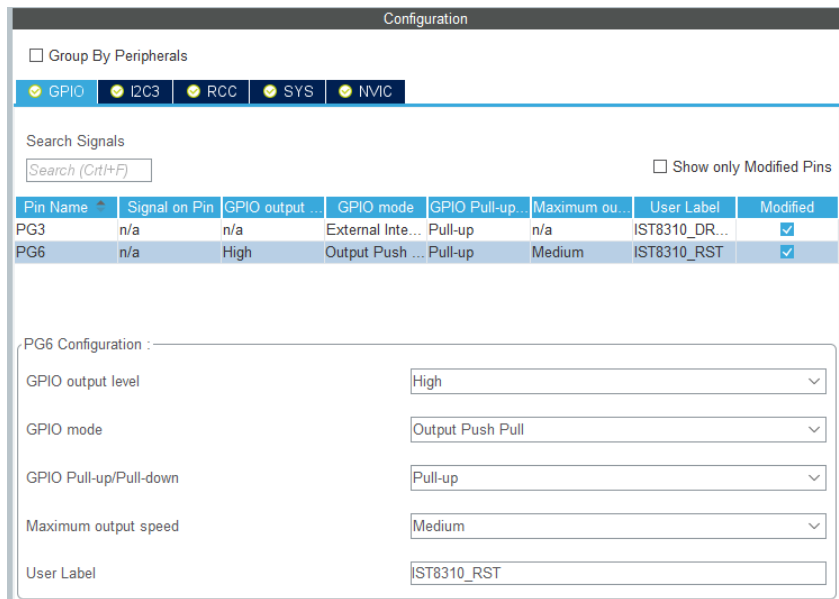 Configuration
Group By Peripherals
GPIO I2C3 RCC SYS NVIC
Search Signals
Search (Crtl+F)
Show only Modified Pins
Pin Name Signal on Pin GPIO output ... GPIO mode GPIO Pull-up... Maximum ou... User Label Modified
PG3 n/a n/a External Inte... Pull-up n/a IST8310_DR...
PG6 n/a High Output Push ... Pull-up Medium IST8310_RST
PG6 Configuration :
GPIO output level High
GPIO mode Output Push Pull
GPIO Pull-up/Pull-down Pull-up
Maximum output speed Medium
User Label IST8310_RST